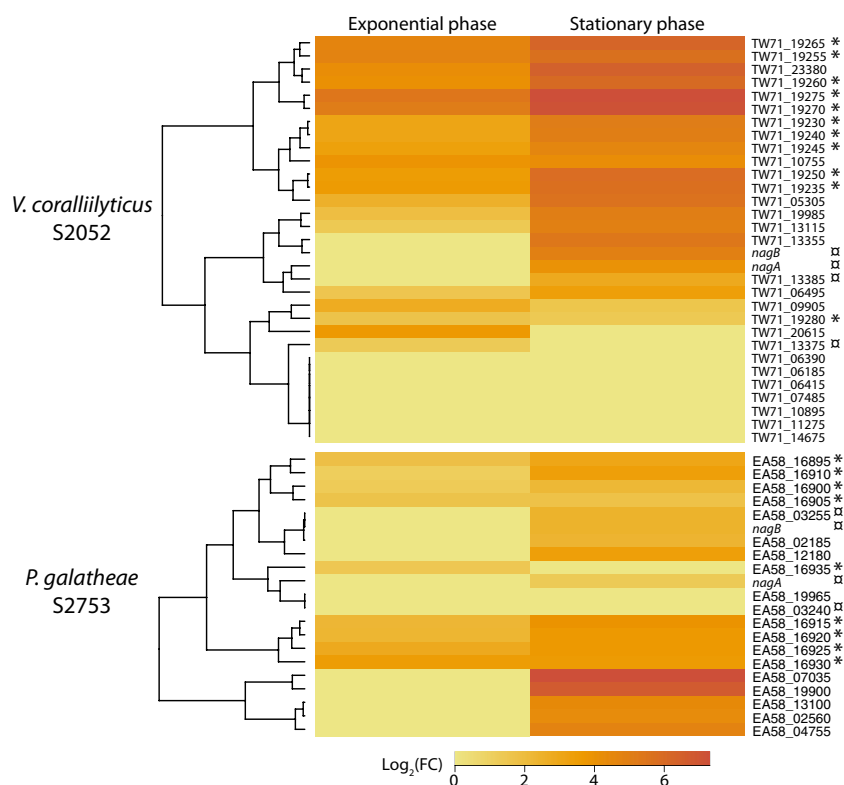 Exponential phase Stationary phase
TW71_19265 *
TW71_19255 *
TW71_23380
TW71_19260 *
TW71_19275 *
TW71_19270 *
TW71_19230 *
TW71_19240 *
TW71_19245 *
TW71_10755
TW71_19250 *
TW71_19235 *
TW71_05305
V. coralliilyticus
S2052
TW71_19985
TW71_13115
TW71_13355
nagB ¤
nagA ¤
TW71_13385 ¤
TW71_06495
TW71_09905
TW71_19280 *
TW71_20615
TW71_13375 ¤
TW71_06390
TW71_06185
TW71_06415
TW71_07485
TW71_10895
TW71_11275
TW71_14675
EA58_16895 *
EA58_16910 *
EA58_16900 *
EA58_16905 *
EA58_03255 ¤
nagB ¤
EA58_02185
EA58_12180
P. galatheae
S2753
EA58_16935 *
nagA ¤
EA58_19965
EA58_03240 ¤
EA58_16915 *
EA58_16920 *
EA58_16925 *
EA58_16930 *
EA58_07035
EA58_19900
EA58_13100
EA58_02560
EA58_04755
Log2(FC)
0 2 4 6